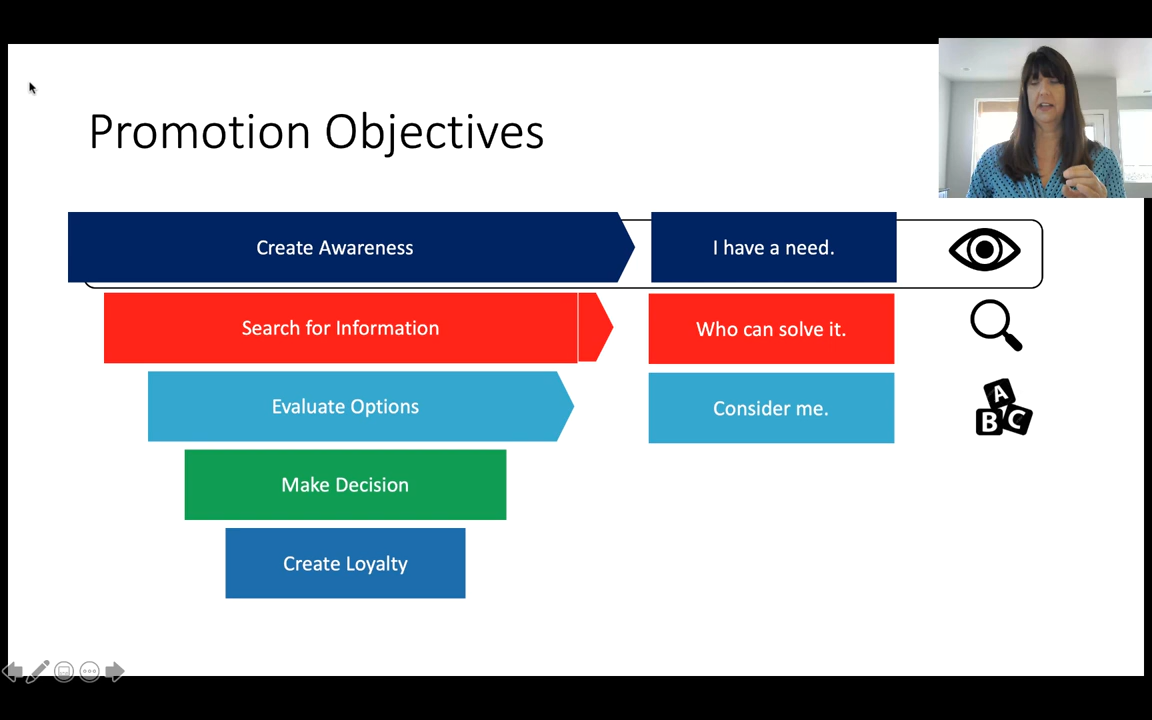 Promotion Objectives
Create Awareness
I have a need.
Search for Information
Who can solve it.
Evaluate Options
Consider me.
A
B C
Make Decision
Create Loyalty